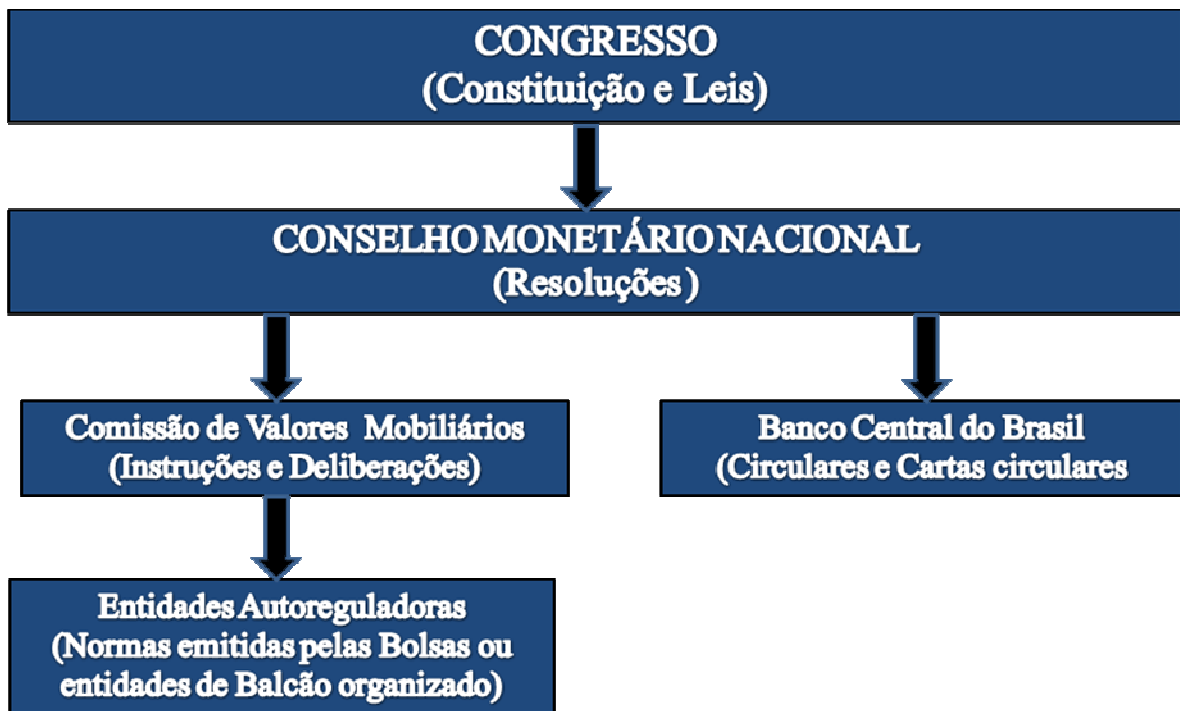 CONGRESSO
(Constituição e Leis)
CONSELHO MONETÁRIO NACIONAL
(Resoluções )
Comissão de Valores Mobiliários
(Instruções e Deliberações)
Banco Central do Brasil
(Circulares e Cartas circulares
Entidades Autoreguladoras
(Normas emitidas pelas Bolsas ou
entidades de Balcão organizado)